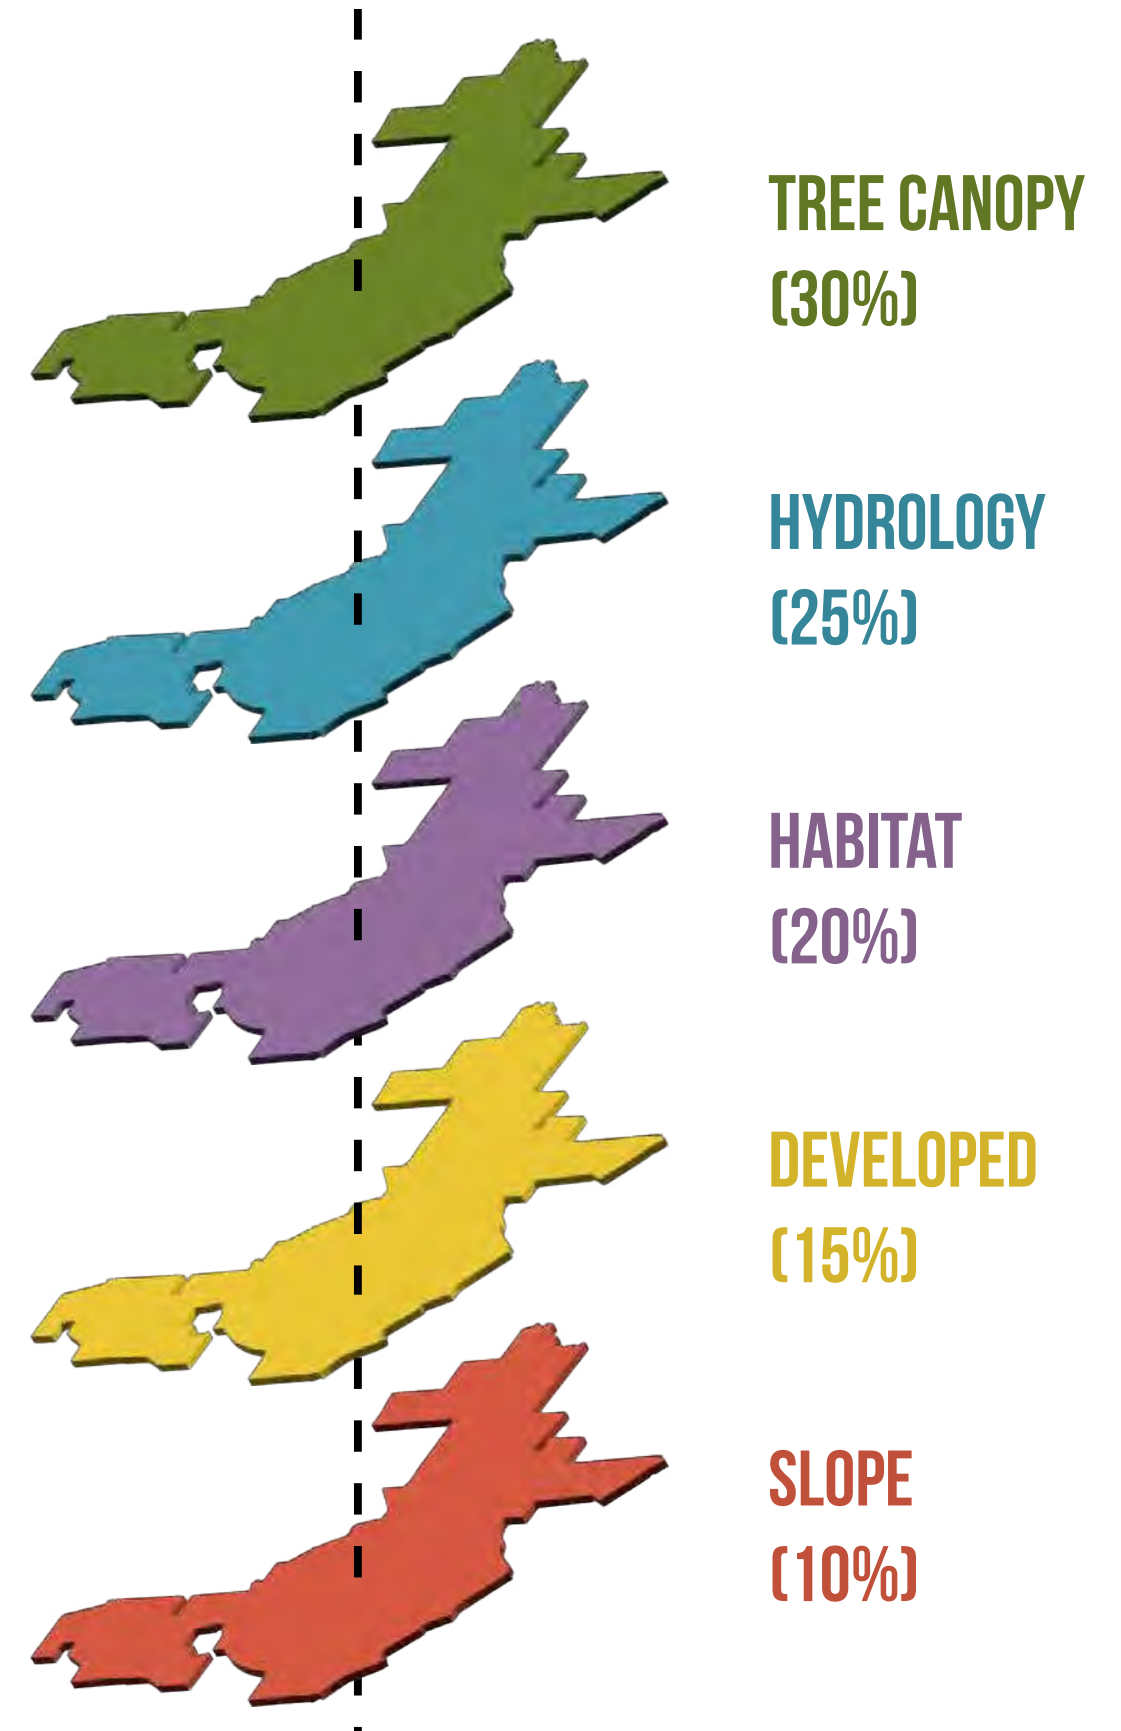 TREE CANOPY
(30%)
HYDROLOGY
(25%)
HABITAT
(20%)
DEVELOPED
(15%)
SLOPE
(10%)